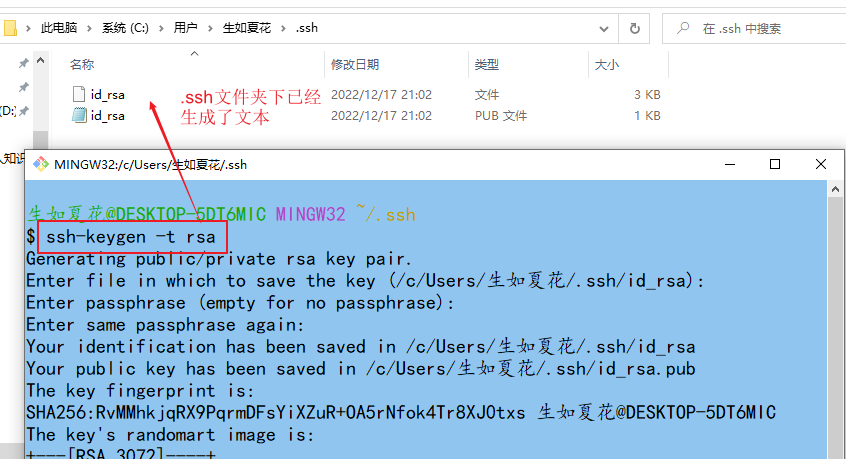 此电脑 > 系统 (C:) > 用户 > 生如夏花 > .ssh
在 .ssh 中搜索
名称 修改日期 类型 大小
id_rsa 2022/12/17 21:02 文件 3 KB
id_rsa 2022/12/17 21:02 PUB 文件 1 KB
.ssh文件夹下已经
生成了文本
(D:)
人知识
MINGW32:/c/Users/生如夏花/.ssh
生如夏花@DESKTOP-5DT6MIC MINGW32 ~/.ssh
$ ssh-keygen -t rsa
Generating public/private rsa key pair.
Enter file in which to save the key (/c/Users/生如夏花/.ssh/id_rsa):
Enter passphrase (empty for no passphrase):
Enter same passphrase again:
Your identification has been saved in /c/Users/生如夏花/.ssh/id_rsa
Your public key has been saved in /c/Users/生如夏花/.ssh/id_rsa.pub
The key fingerprint is:
SHA256:RvMMhkjqRX9PqrmDFsYiXZuR+OA5rNfok4Tr8XJ0txs 生如夏花@DESKTOP-5DT6MIC
The key's randomart image is:
+---[RSA 3072]----+